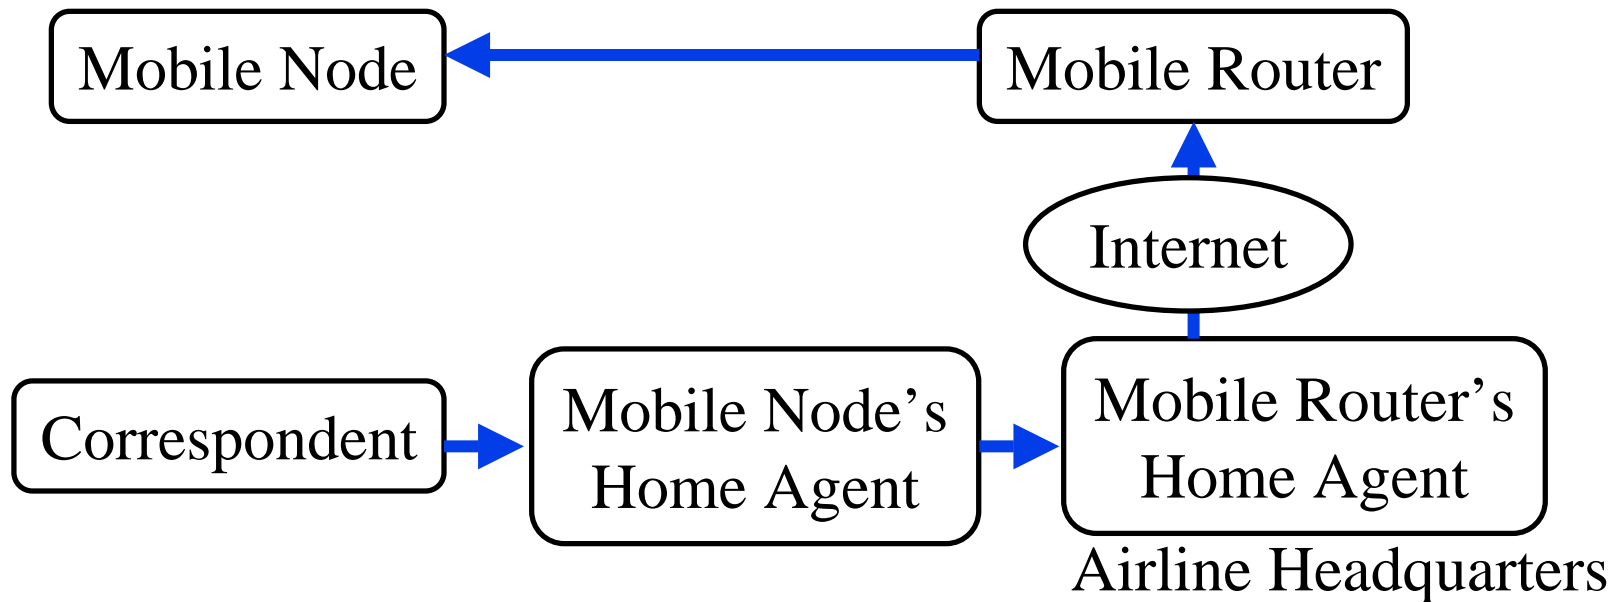 Mobile Node
Mobile Router
Internet
Correspondent
Mobile Node’s
Home Agent
Mobile Router’s
Home Agent
Airline Headquarters